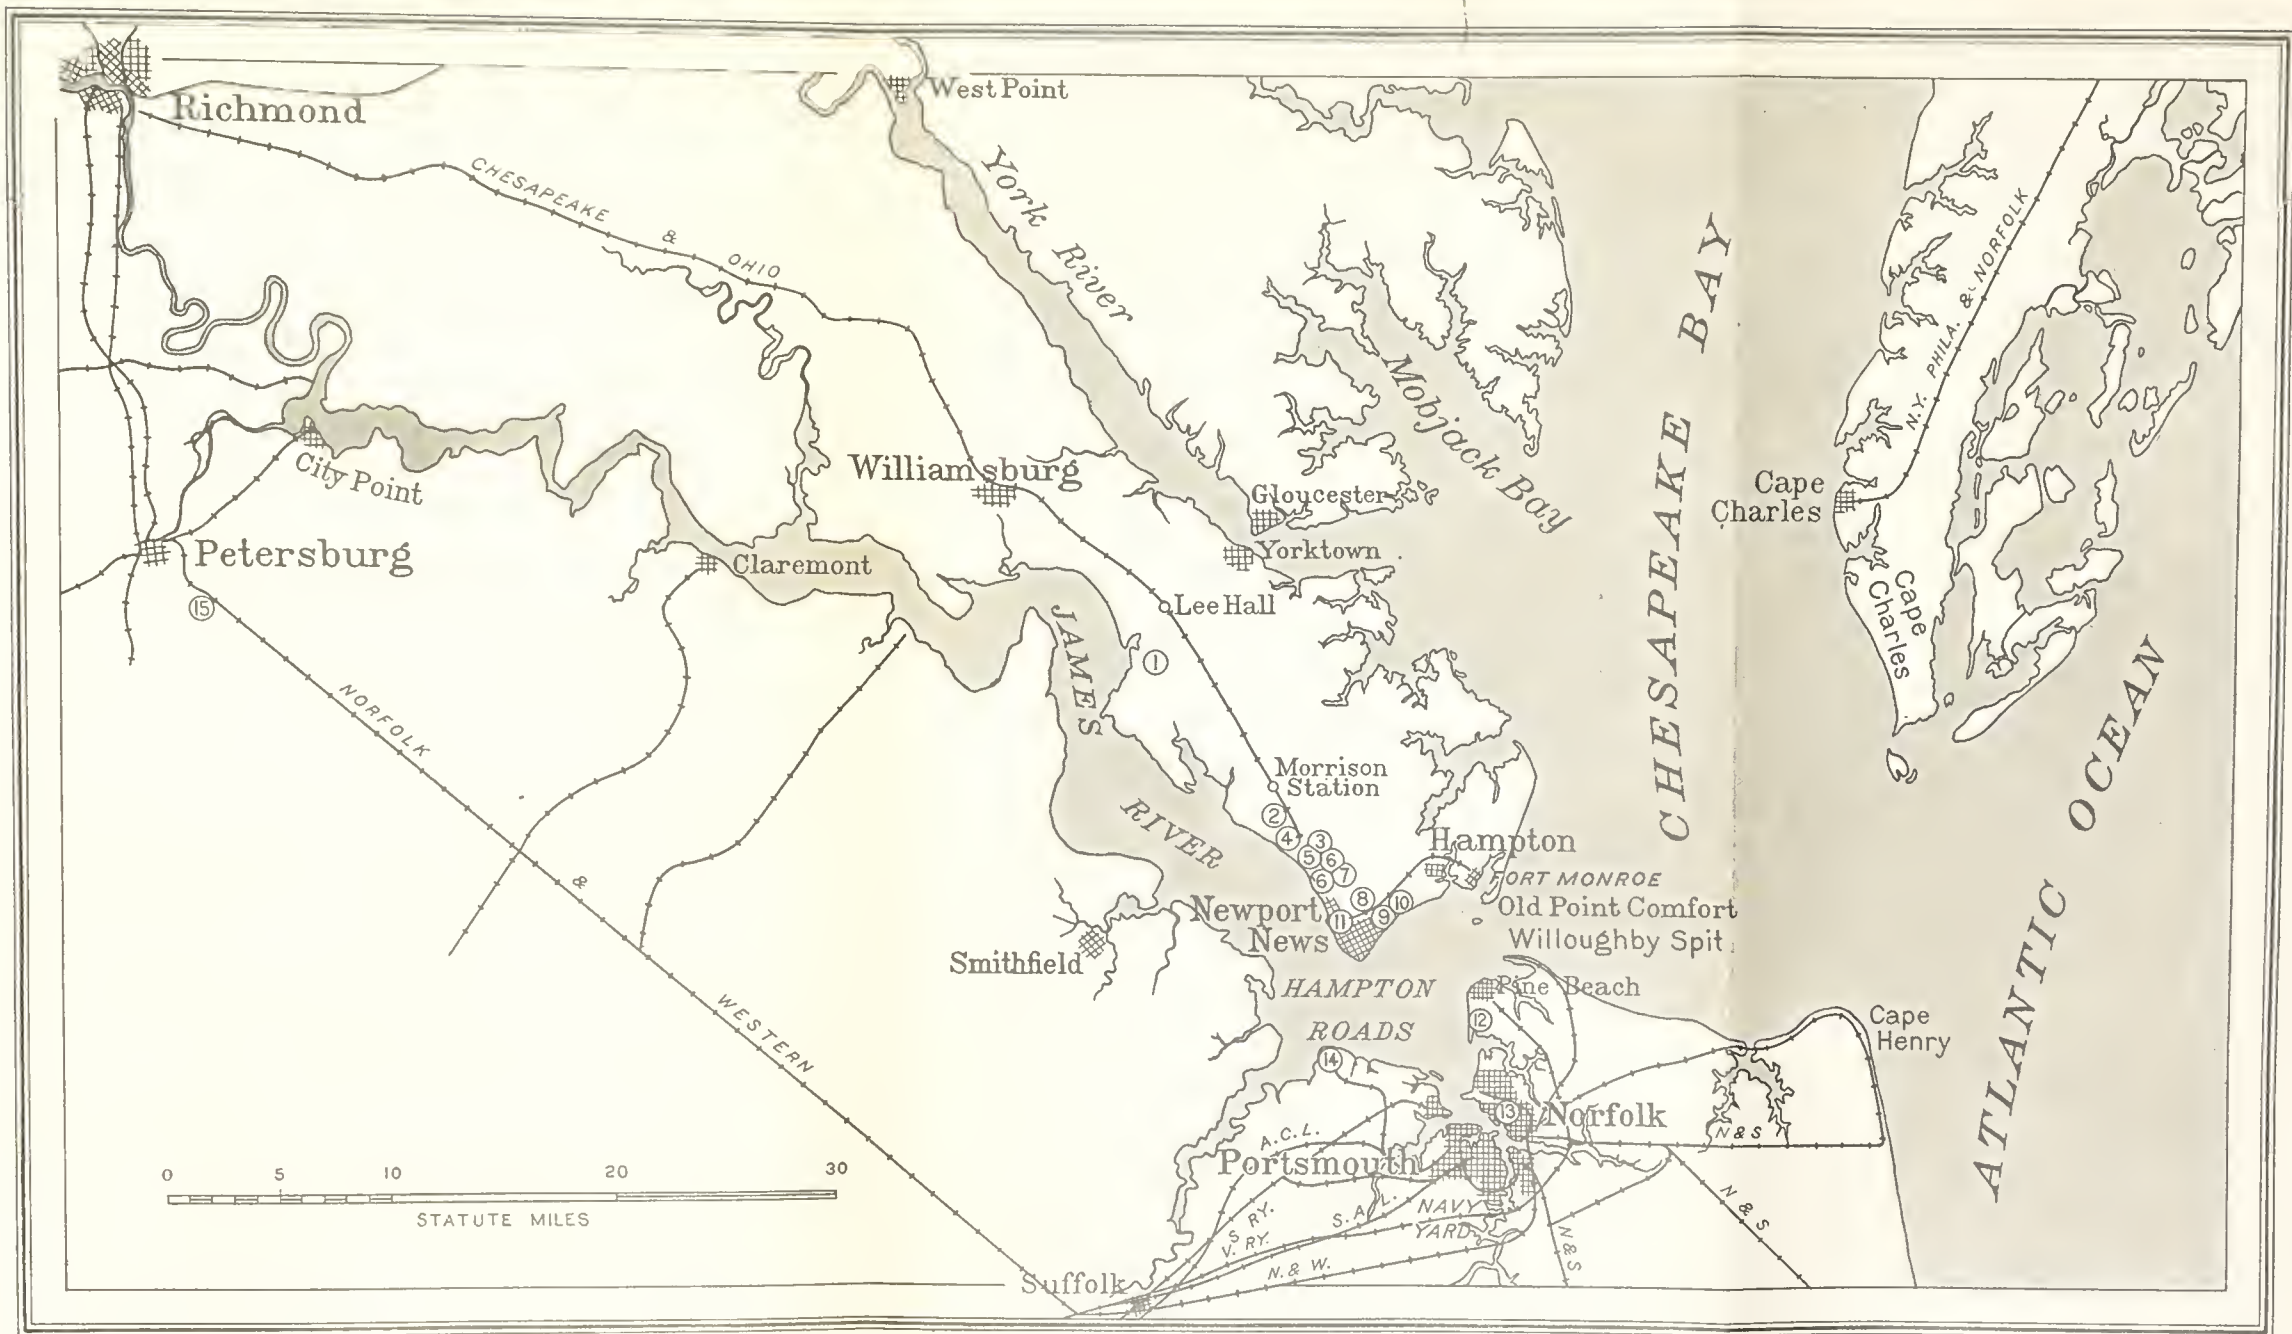 Richmond
West Point
York River
CHESAPEAKE & OHIO
Mobjack Bay
CHESAPEAKE BAY
N.Y. PHILA. & NORFOLK
City Point
Williamsburg
Gloucester
Cape
Charles
Petersburg
Claremont
Yorktown
Lee Hall
Cape
Charles
15
1
JAMES
RIVER
NORFOLK & WESTERN
ATLANTIC OCEAN
Morrison
Station
2
4
3
5
6
6
7
8
9
10
11
Hampton
FORT MONROE
Old Point Comfort
Willoughby Spit
Newport
News
Smithfield
HAMPTON
ROADS
Pine Beach
12
14
Cape
Henry
13
Norfolk
N & S
A.C.L.
Portsmouth
0 5 10 20 30
STATUTE MILES
S. RY.
V. RY.
S.A.L.
NAVY
YARD
N & S
N & S
N. & W.
Suffolk